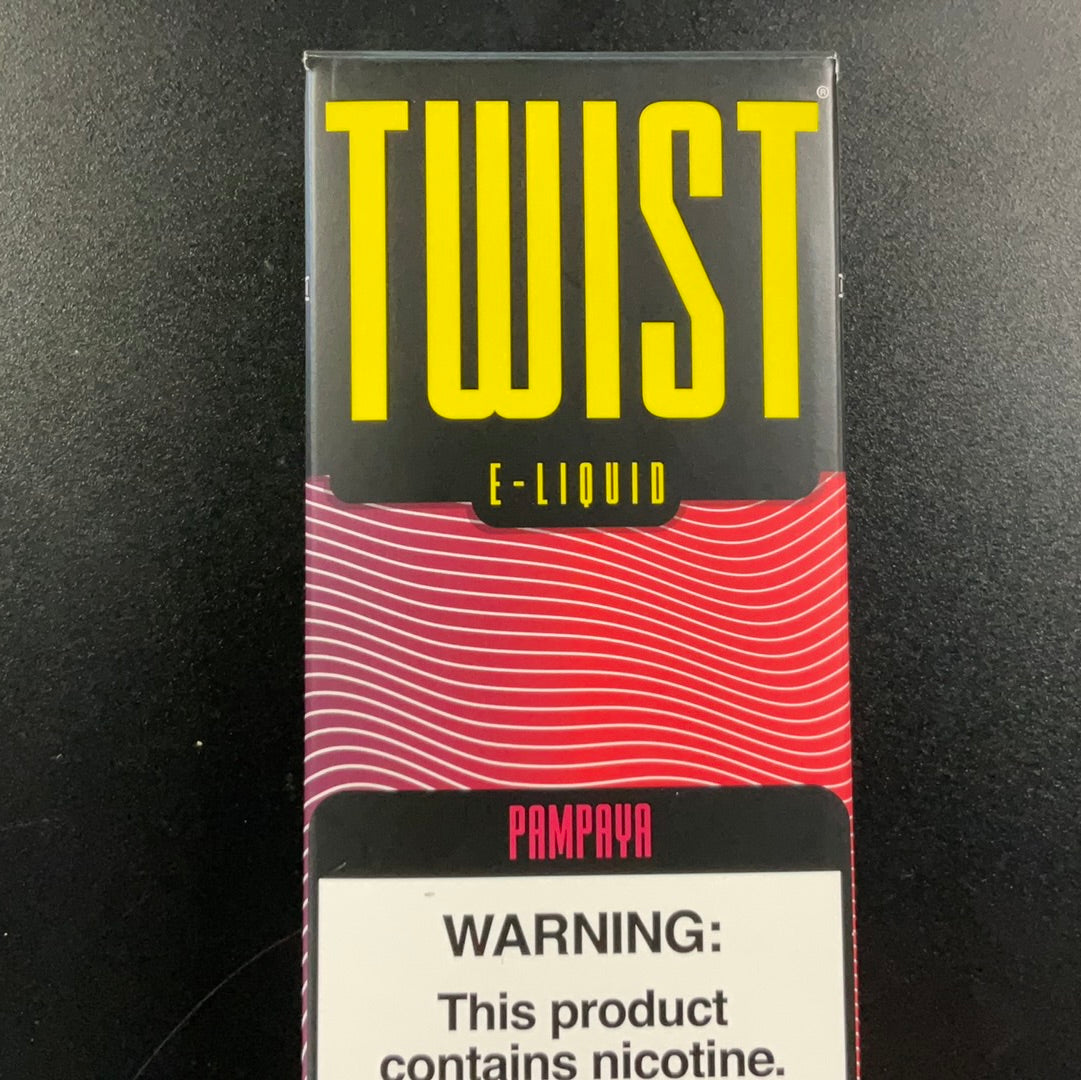 TWIST®
E-LIQUID
PAMPAYA
WARNING:
This product
contains nicotine.